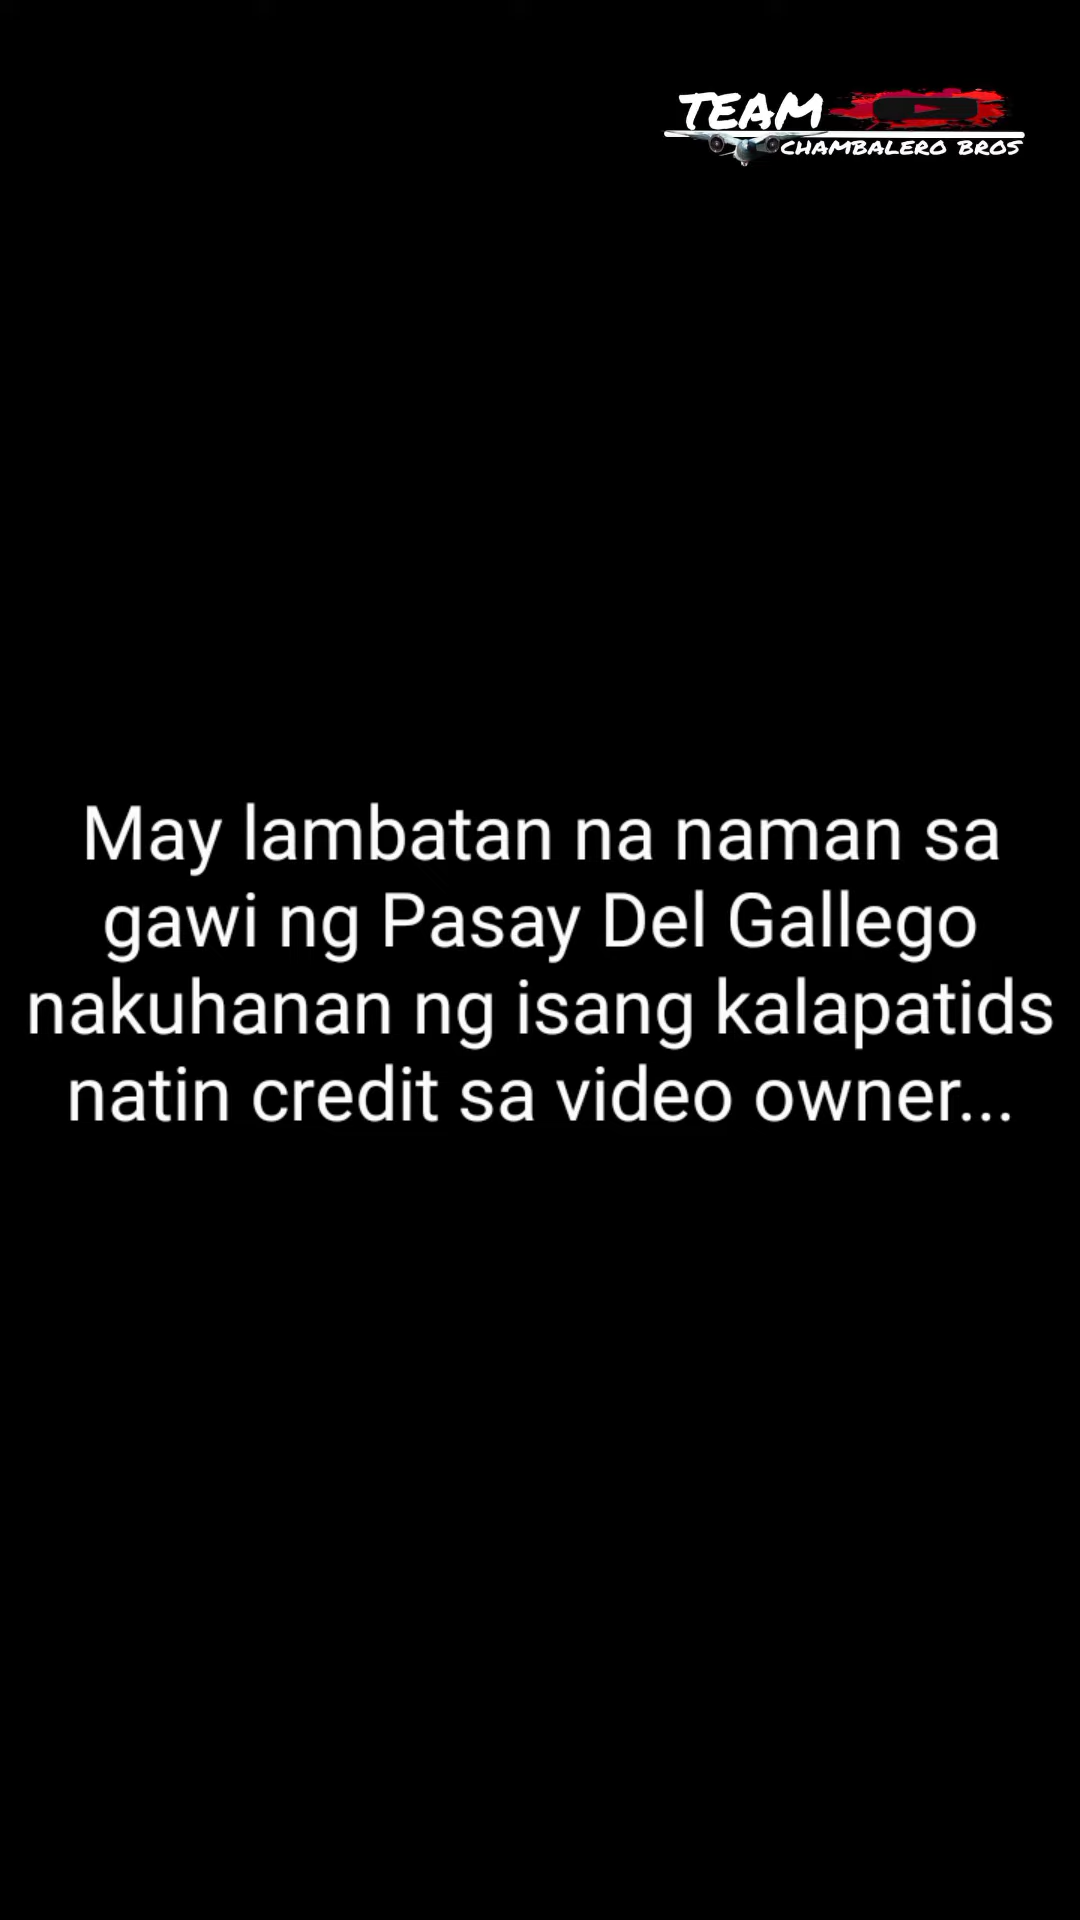 TEAM
CHAMBALERO BROS
May lambatan na naman sa
gawi ng Pasay Del Gallego
nakuhanan ng isang kalapatids
natin credit sa video owner...